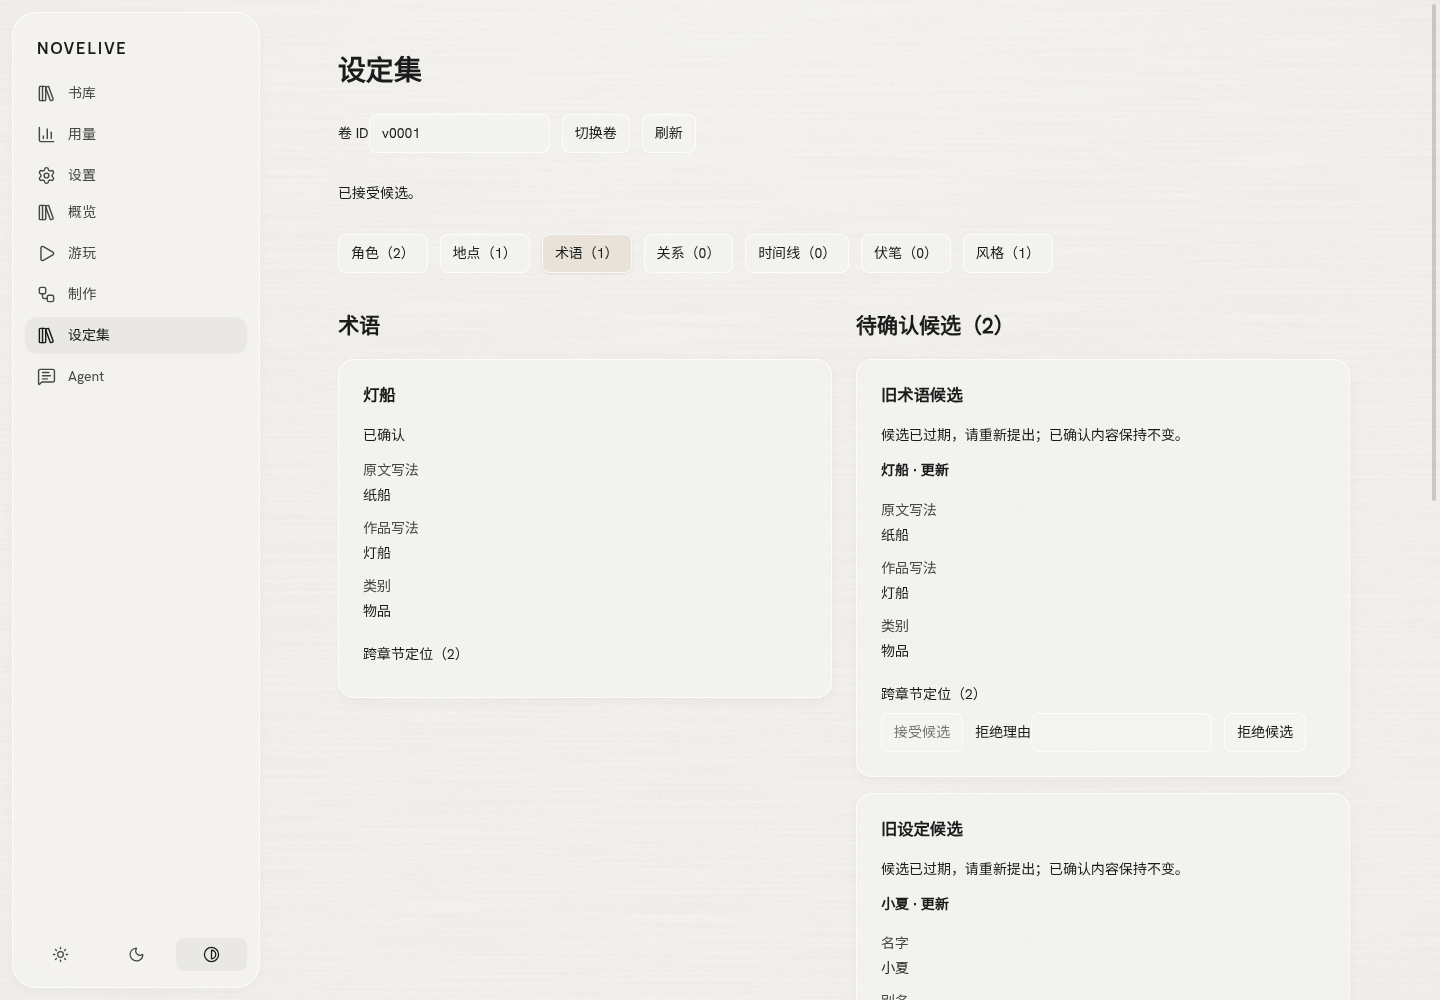 NOVELIVE
书库
用量
设置
概览
游玩
制作
设定集
Agent
设定集
卷 ID v0001 切换卷 刷新
已接受候选。
角色（2） 地点（1） 术语（1） 关系（0） 时间线（0） 伏笔（0） 风格（1）
术语
灯船
已确认
原文写法
纸船
作品写法
灯船
类别
物品
跨章节定位（2）
待确认候选（2）
旧术语候选
候选已过期，请重新提出；已确认内容保持不变。
灯船 · 更新
原文写法
纸船
作品写法
灯船
类别
物品
跨章节定位（2）
接受候选 拒绝理由 拒绝候选
旧设定候选
候选已过期，请重新提出；已确认内容保持不变。
小夏 · 更新
名字
小夏